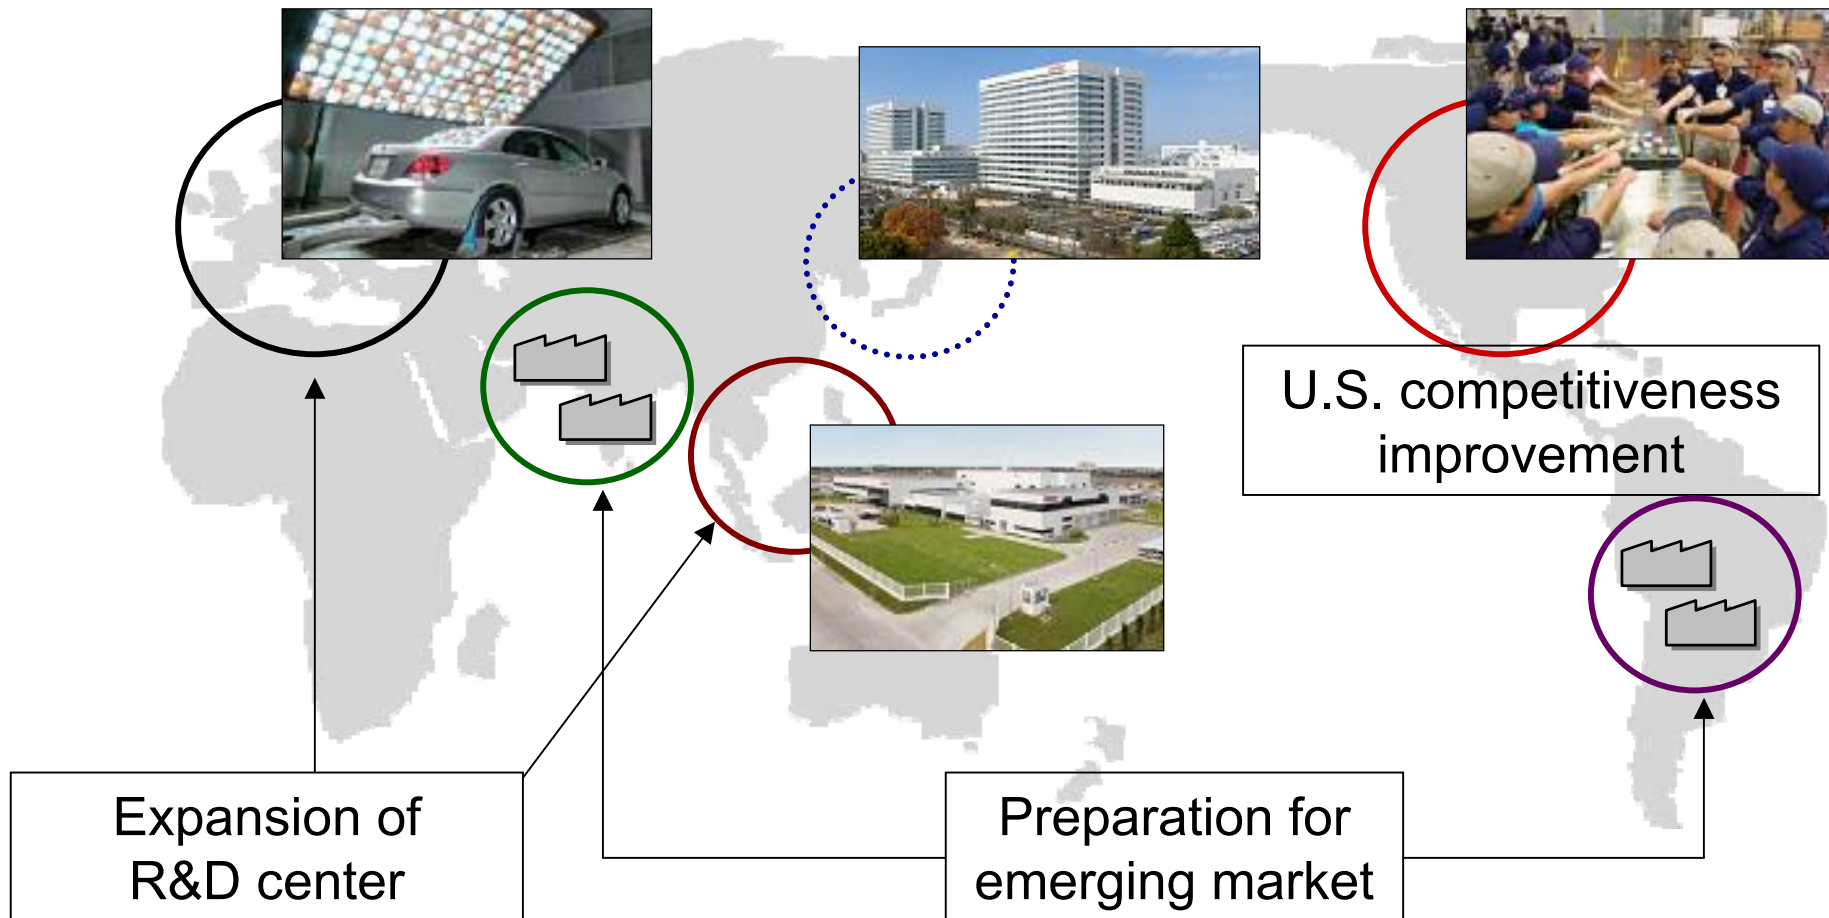 U.S. competitiveness
improvement
Expansion of
R&D center
Preparation for
emerging market